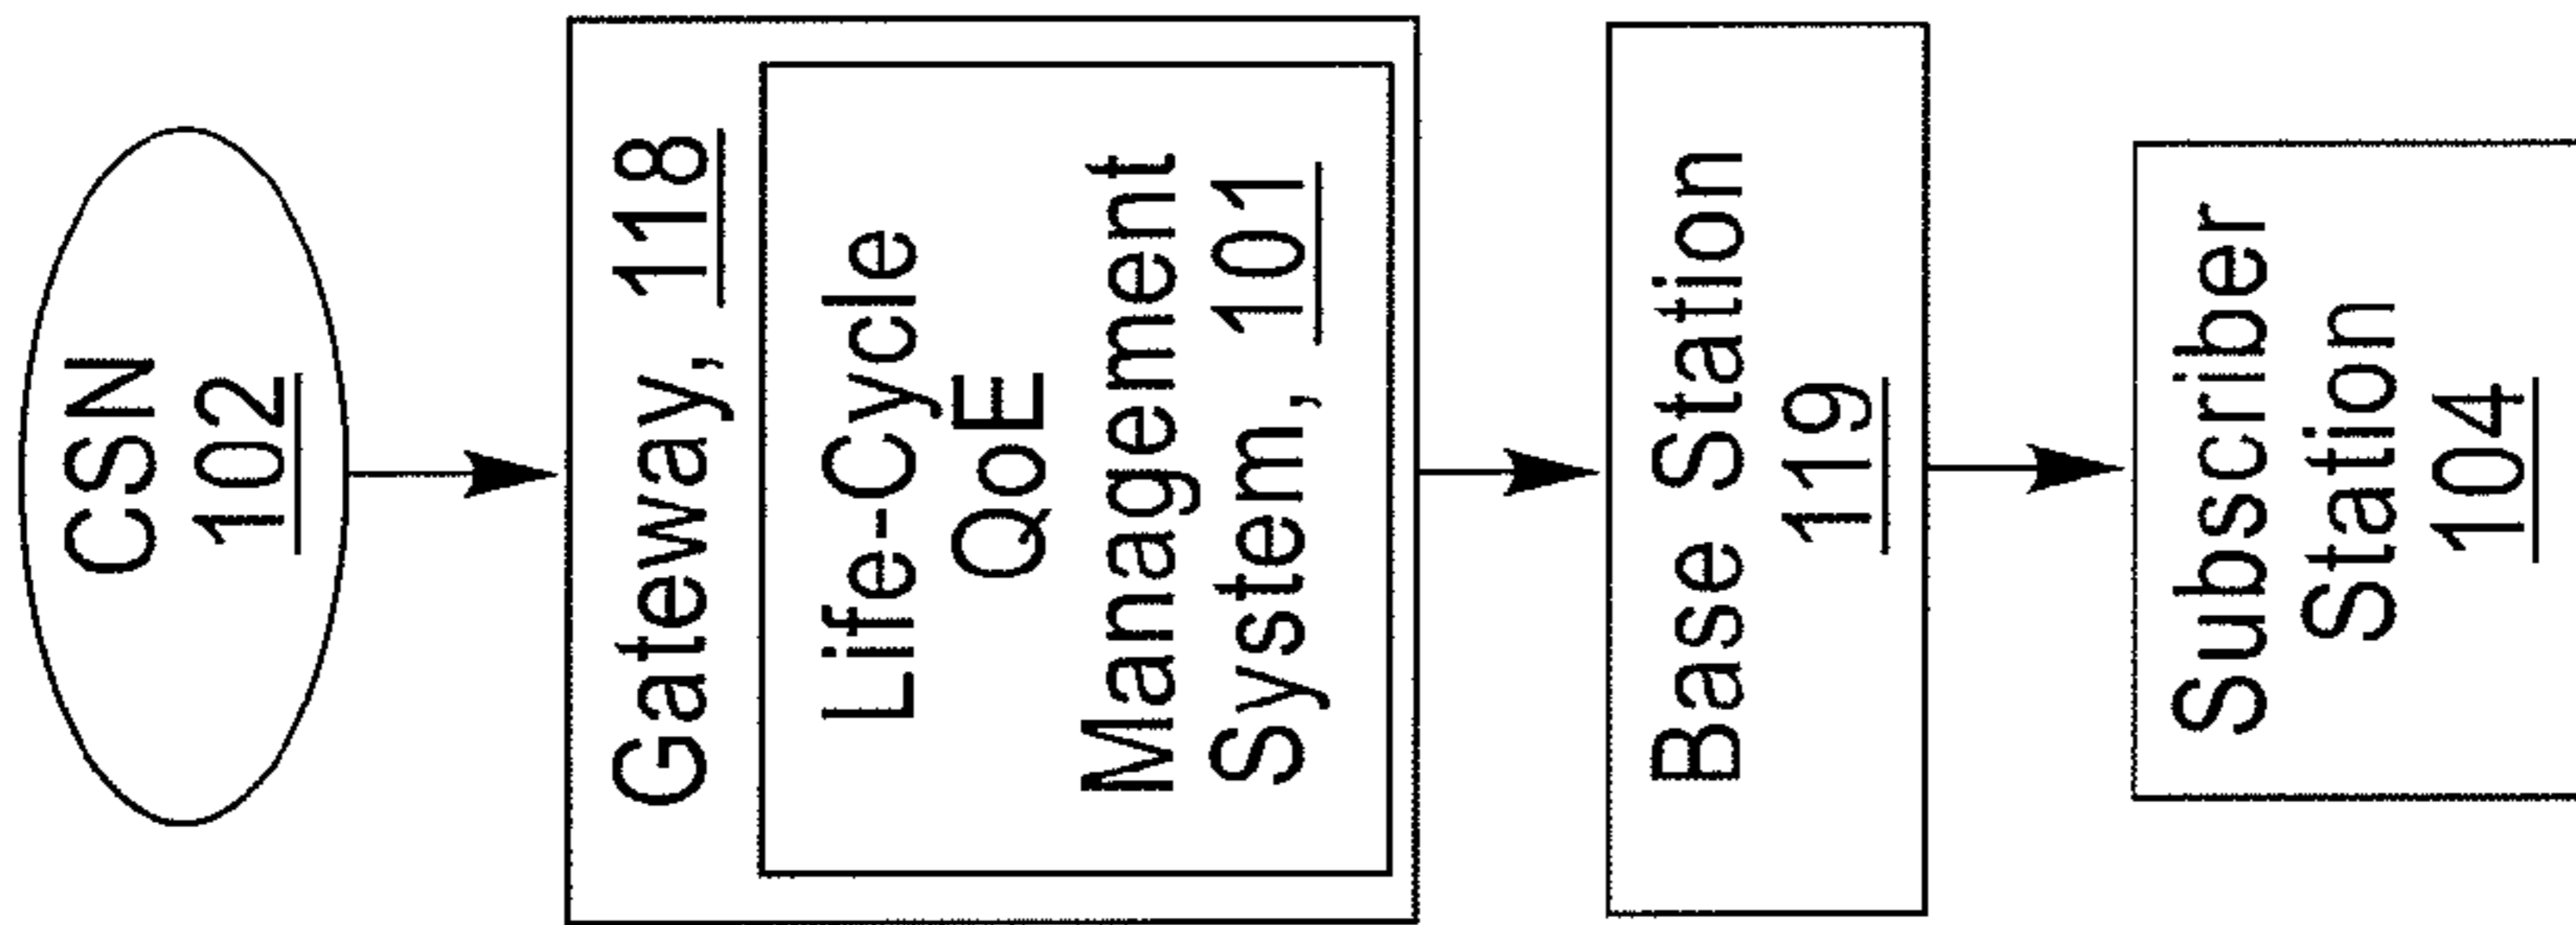 CSN
102
Gateway, 118
Life-Cycle
QoE
Management
System, 101
Base Station
119
Subscriber
Station
104